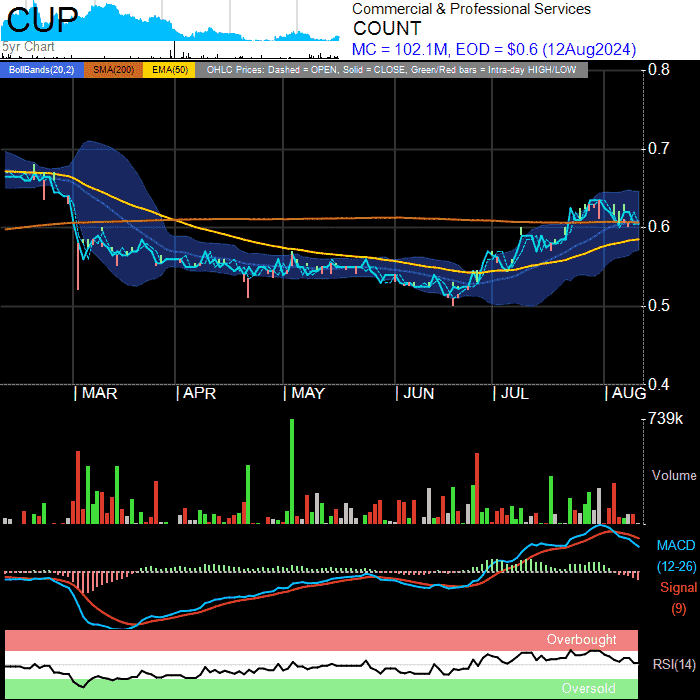 CUP
Commercial & Professional Services
COUNT
5yr Chart
MC = 102.1M, EOD = $0.6 (12Aug2024)
BollBands(20,2) SMA(200) EMA(50) OHLC Prices: Dashed = OPEN, Solid = CLOSE, Green/Red bars = Intra-day HIGH/LOW
0.8
0.7
0.6
0.5
0.4
MAR APR MAY JUN JUL AUG
739k
Volume
MACD
(12-26)
Signal
(9)
Overbought
RSI(14)
Oversold